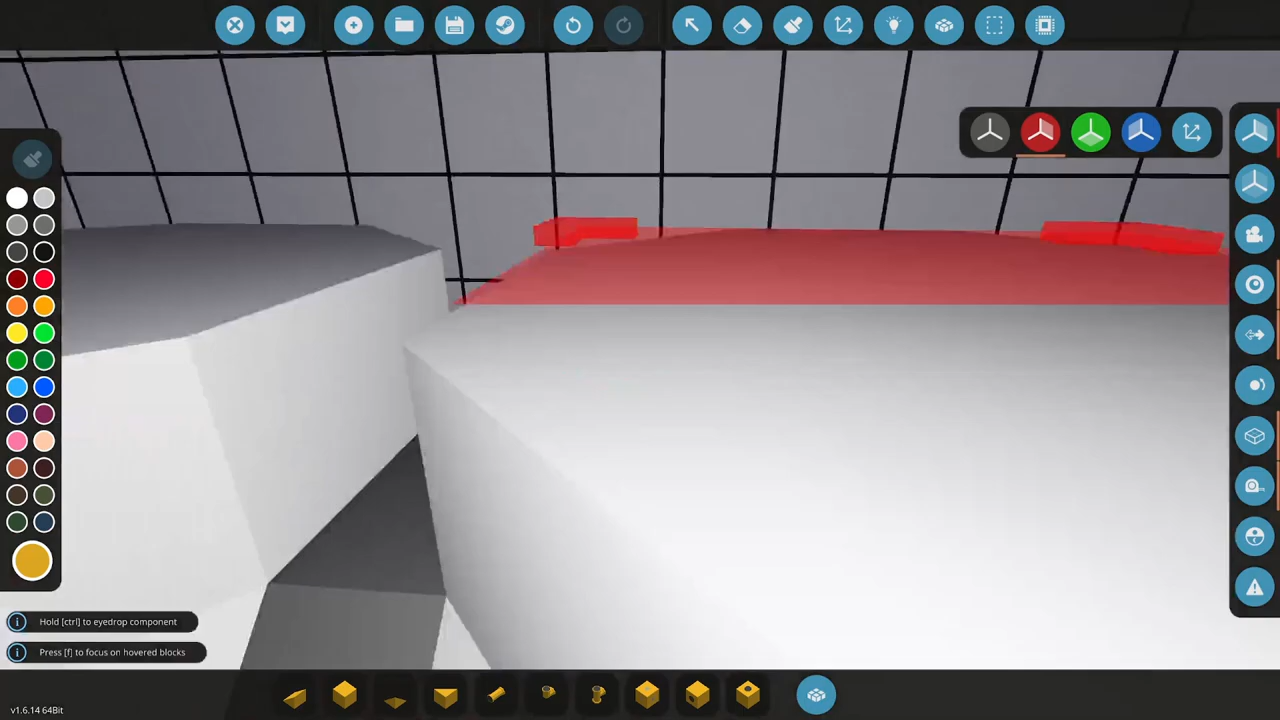 Hold [ctrl] to eyedrop component
Press [f] to focus on hovered blocks
v1.6.14 64Bit